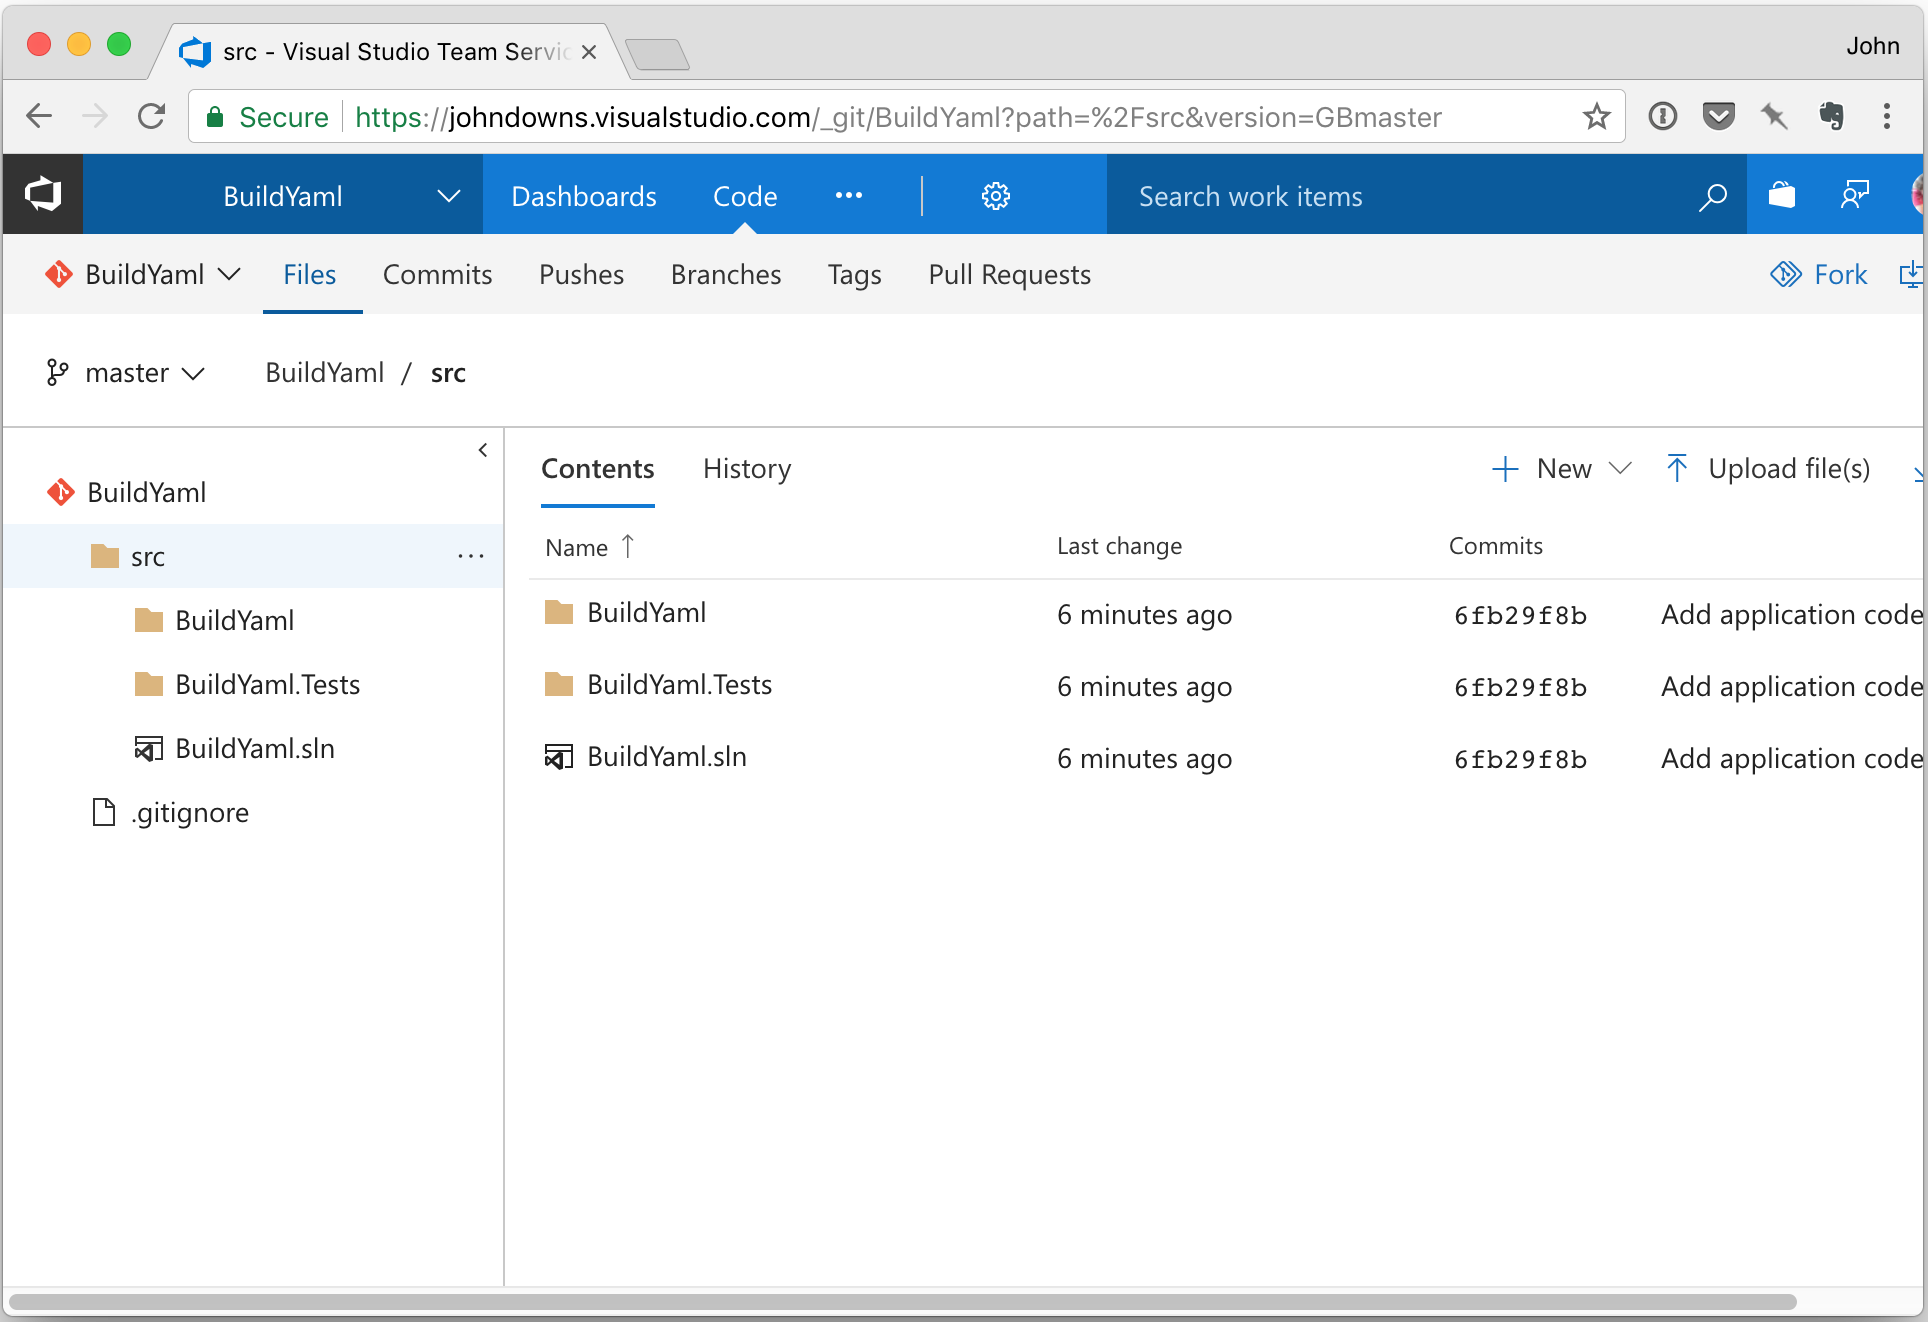 src - Visual Studio Team Servic
John
Secure https://johndowns.visualstudio.com/_git/BuildYaml?path=%2Fsrc&version=GBmaster
BuildYaml Dashboards Code ··· Search work items
BuildYaml Files Commits Pushes Branches Tags Pull Requests Fork
master BuildYaml / src
Contents History New Upload file(s)
BuildYaml
src ···
BuildYaml
BuildYaml.Tests
BuildYaml.sln
.gitignore
Name ↑ Last change Commits
BuildYaml 6 minutes ago 6fb29f8b Add application code
BuildYaml.Tests 6 minutes ago 6fb29f8b Add application code
BuildYaml.sln 6 minutes ago 6fb29f8b Add application code